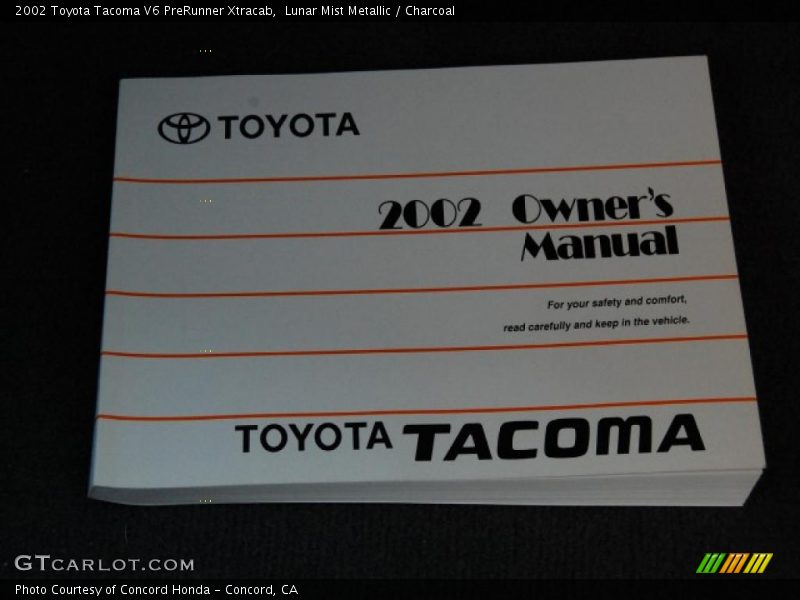 2002 Toyota Tacoma V6 PreRunner Xtracab,  Lunar Mist Metallic / Charcoal
TOYOTA
2002 Owner's
Manual
For your safety and comfort,
read carefully and keep in the vehicle.
TOYOTA TACOMA
GTCARLOT.COM
Photo Courtesy of Concord Honda - Concord, CA